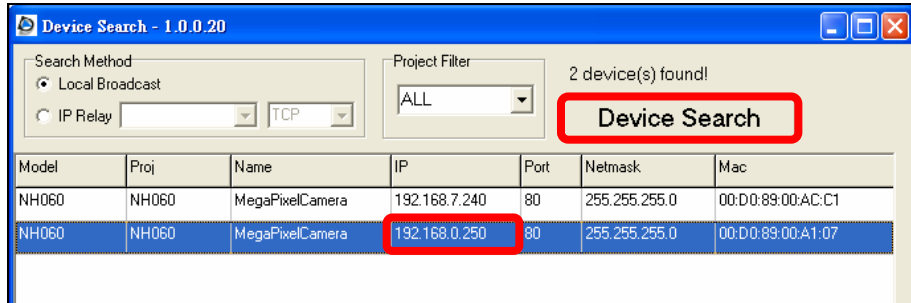 Device Search - 1.0.0.20
Search Method
Local Broadcast
IP Relay TCP
Project Filter
ALL
2 device(s) found!
Device Search
Model Proj Name IP Port Netmask Mac
NH060 NH060 MegaPixelCamera 192.168.7.240 80 255.255.255.0 00:D0:89:00:AC:C1
NH060 NH060 MegaPixelCamera 192.168.0.250 80 255.255.255.0 00:D0:89:00:A1:07